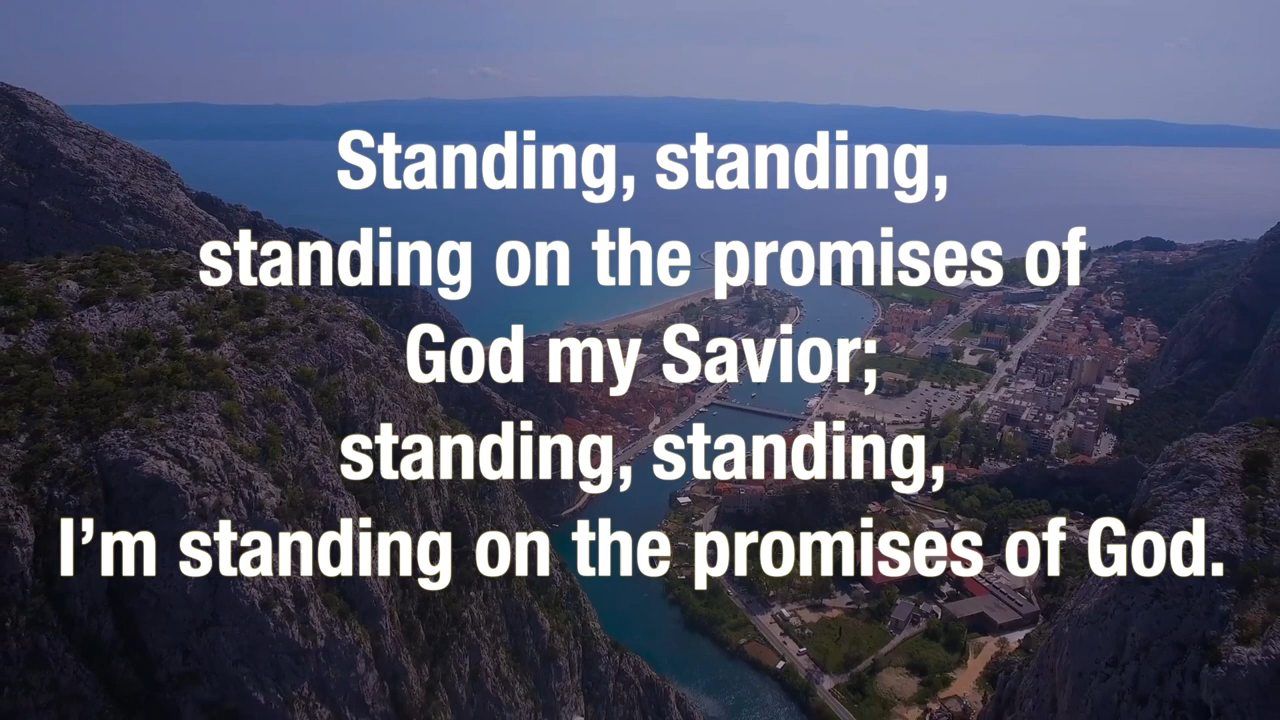 Standing, standing,
standing on the promises of
God my Savior;
standing, standing,
I’m standing on the promises of God.